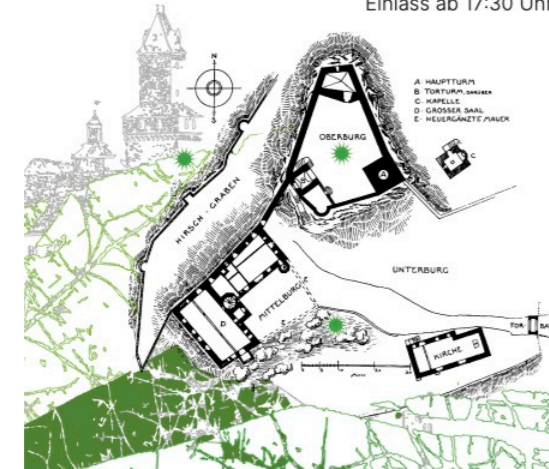 Einlass ab 17:30 Uhr
N
S
A HAUPTTURM
B TORTURM, DARÜBER
C KAPELLE
D GROSSER SAAL
E NEUERGÄNZTE MAUER
OBERBURG
A
B
C
HIRSCH-GRABEN
UNTERBURG
MITTELBURG
E
D
TOR
KIRCHE